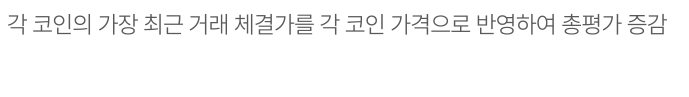 각 코인의 가장 최근 거래 체결가를 각 코인 가격으로 반영하여 총평가 증감